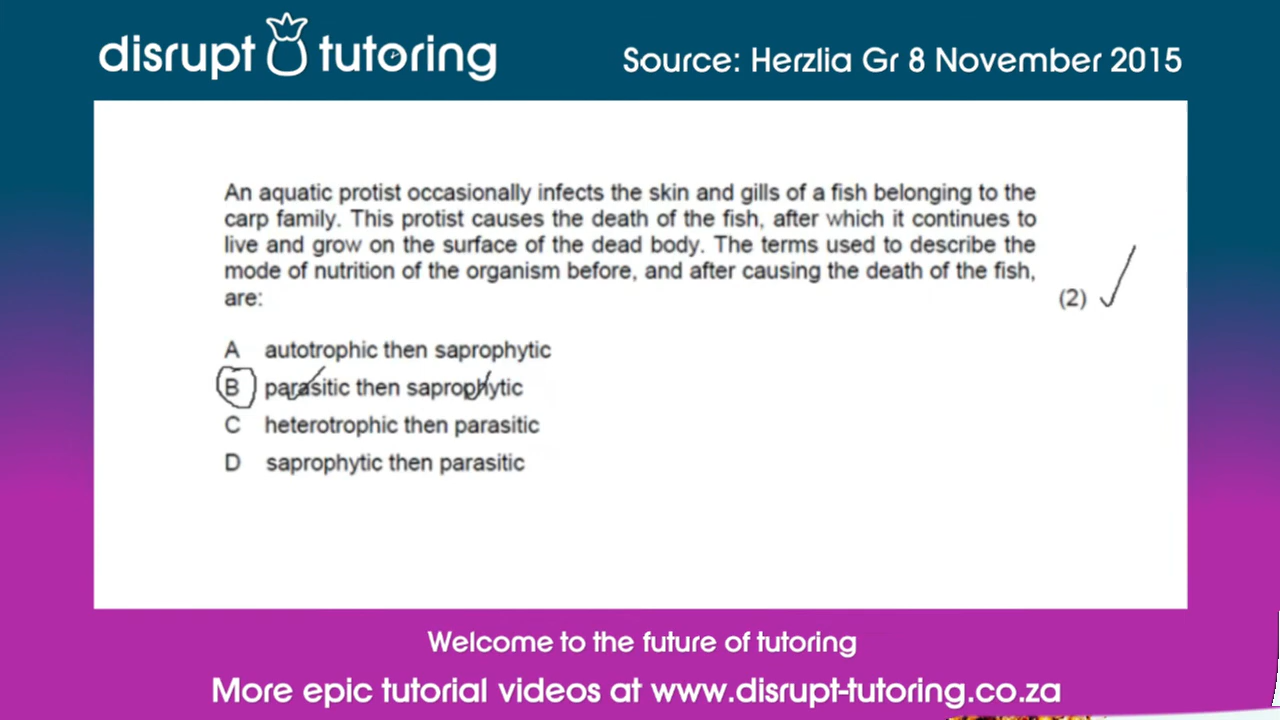 disrupt tutoring
Source: Herzlia Gr 8 November 2015
An aquatic protist occasionally infects the skin and gills of a fish belonging to the
carp family. This protist causes the death of the fish, after which it continues to
live and grow on the surface of the dead body. The terms used to describe the
mode of nutrition of the organism before, and after causing the death of the fish,
are:
(2)
A autotrophic then saprophytic
B parasitic then saprophytic
C heterotrophic then parasitic
D saprophytic then parasitic
Welcome to the future of tutoring
More epic tutorial videos at www.disrupt-tutoring.co.za